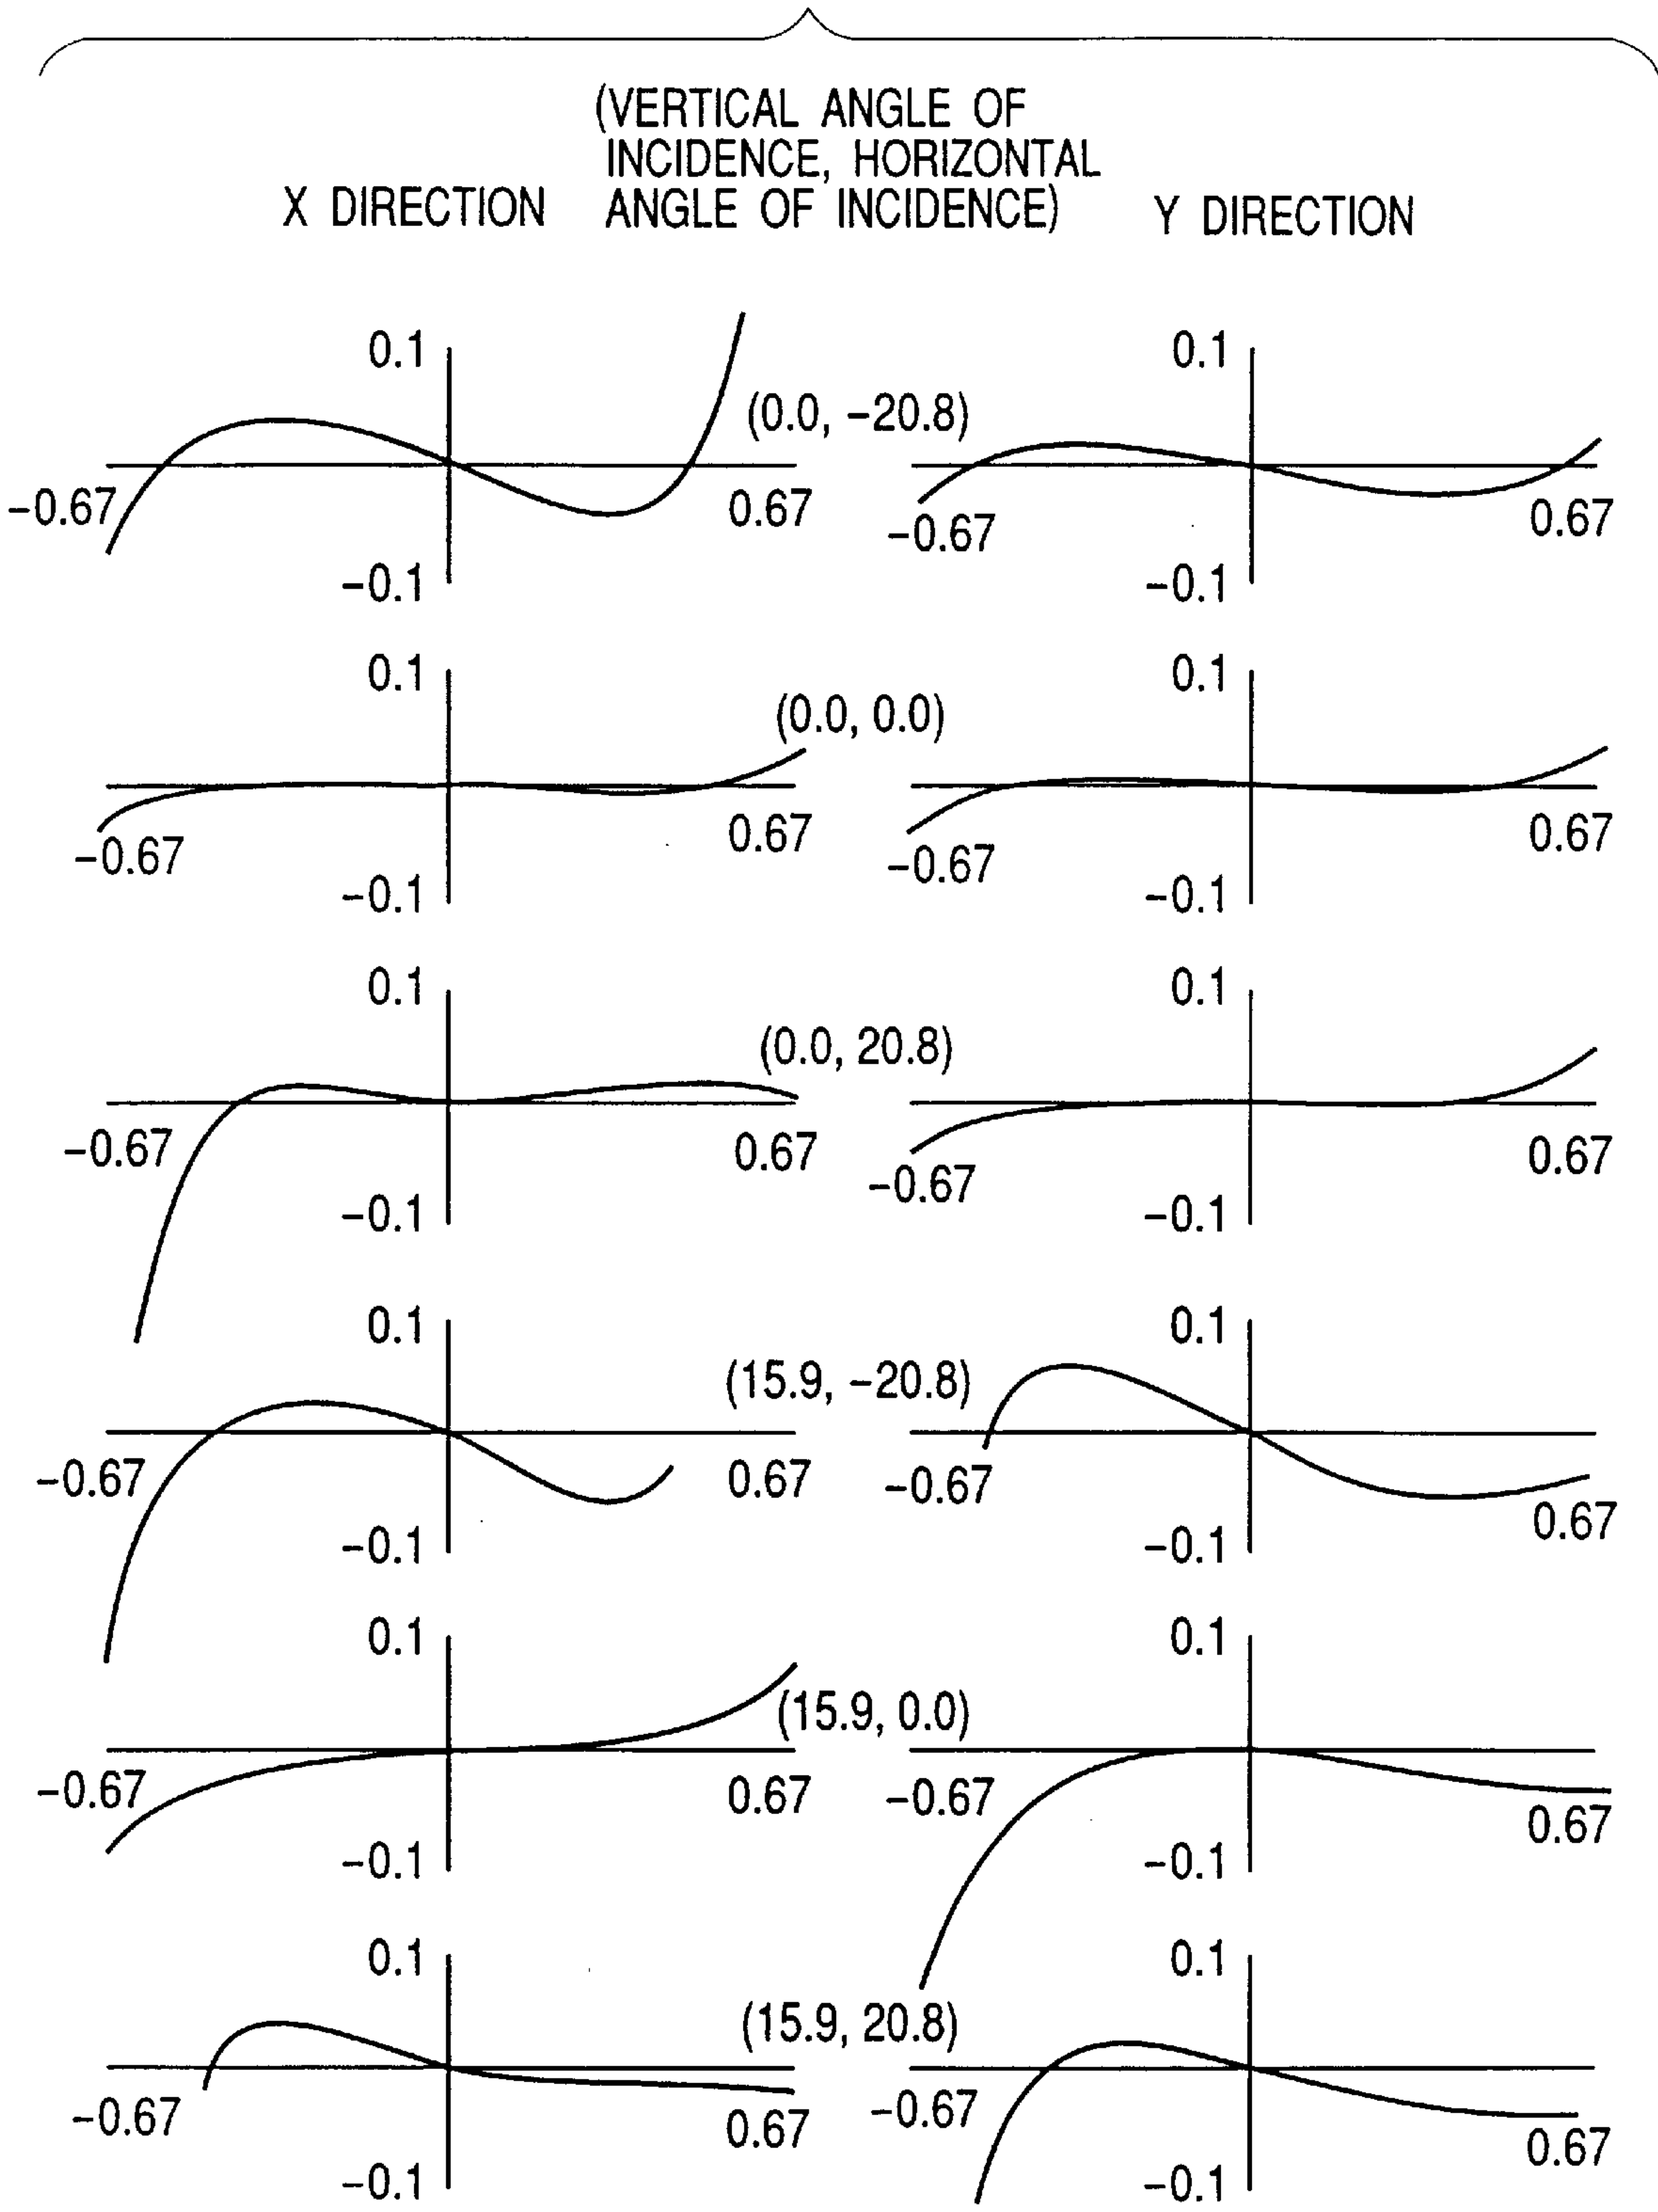 (VERTICAL ANGLE OF
INCIDENCE, HORIZONTAL
X DIRECTION ANGLE OF INCIDENCE) Y DIRECTION
0.1 0.1
(0.0, −20.8)
−0.67 0.67 −0.67 0.67
−0.1 −0.1
0.1 0.1
(0.0, 0.0)
−0.67 0.67 −0.67 0.67
−0.1 −0.1
0.1 0.1
(0.0, 20.8)
−0.67 0.67 −0.67 0.67
−0.1 −0.1
0.1 0.1
(15.9, −20.8)
−0.67 0.67 −0.67 0.67
−0.1 −0.1
0.1 0.1
(15.9, 0.0)
−0.67 0.67 −0.67 0.67
−0.1 −0.1
0.1 0.1
(15.9, 20.8)
−0.67 0.67 −0.67 0.67
−0.1 −0.1